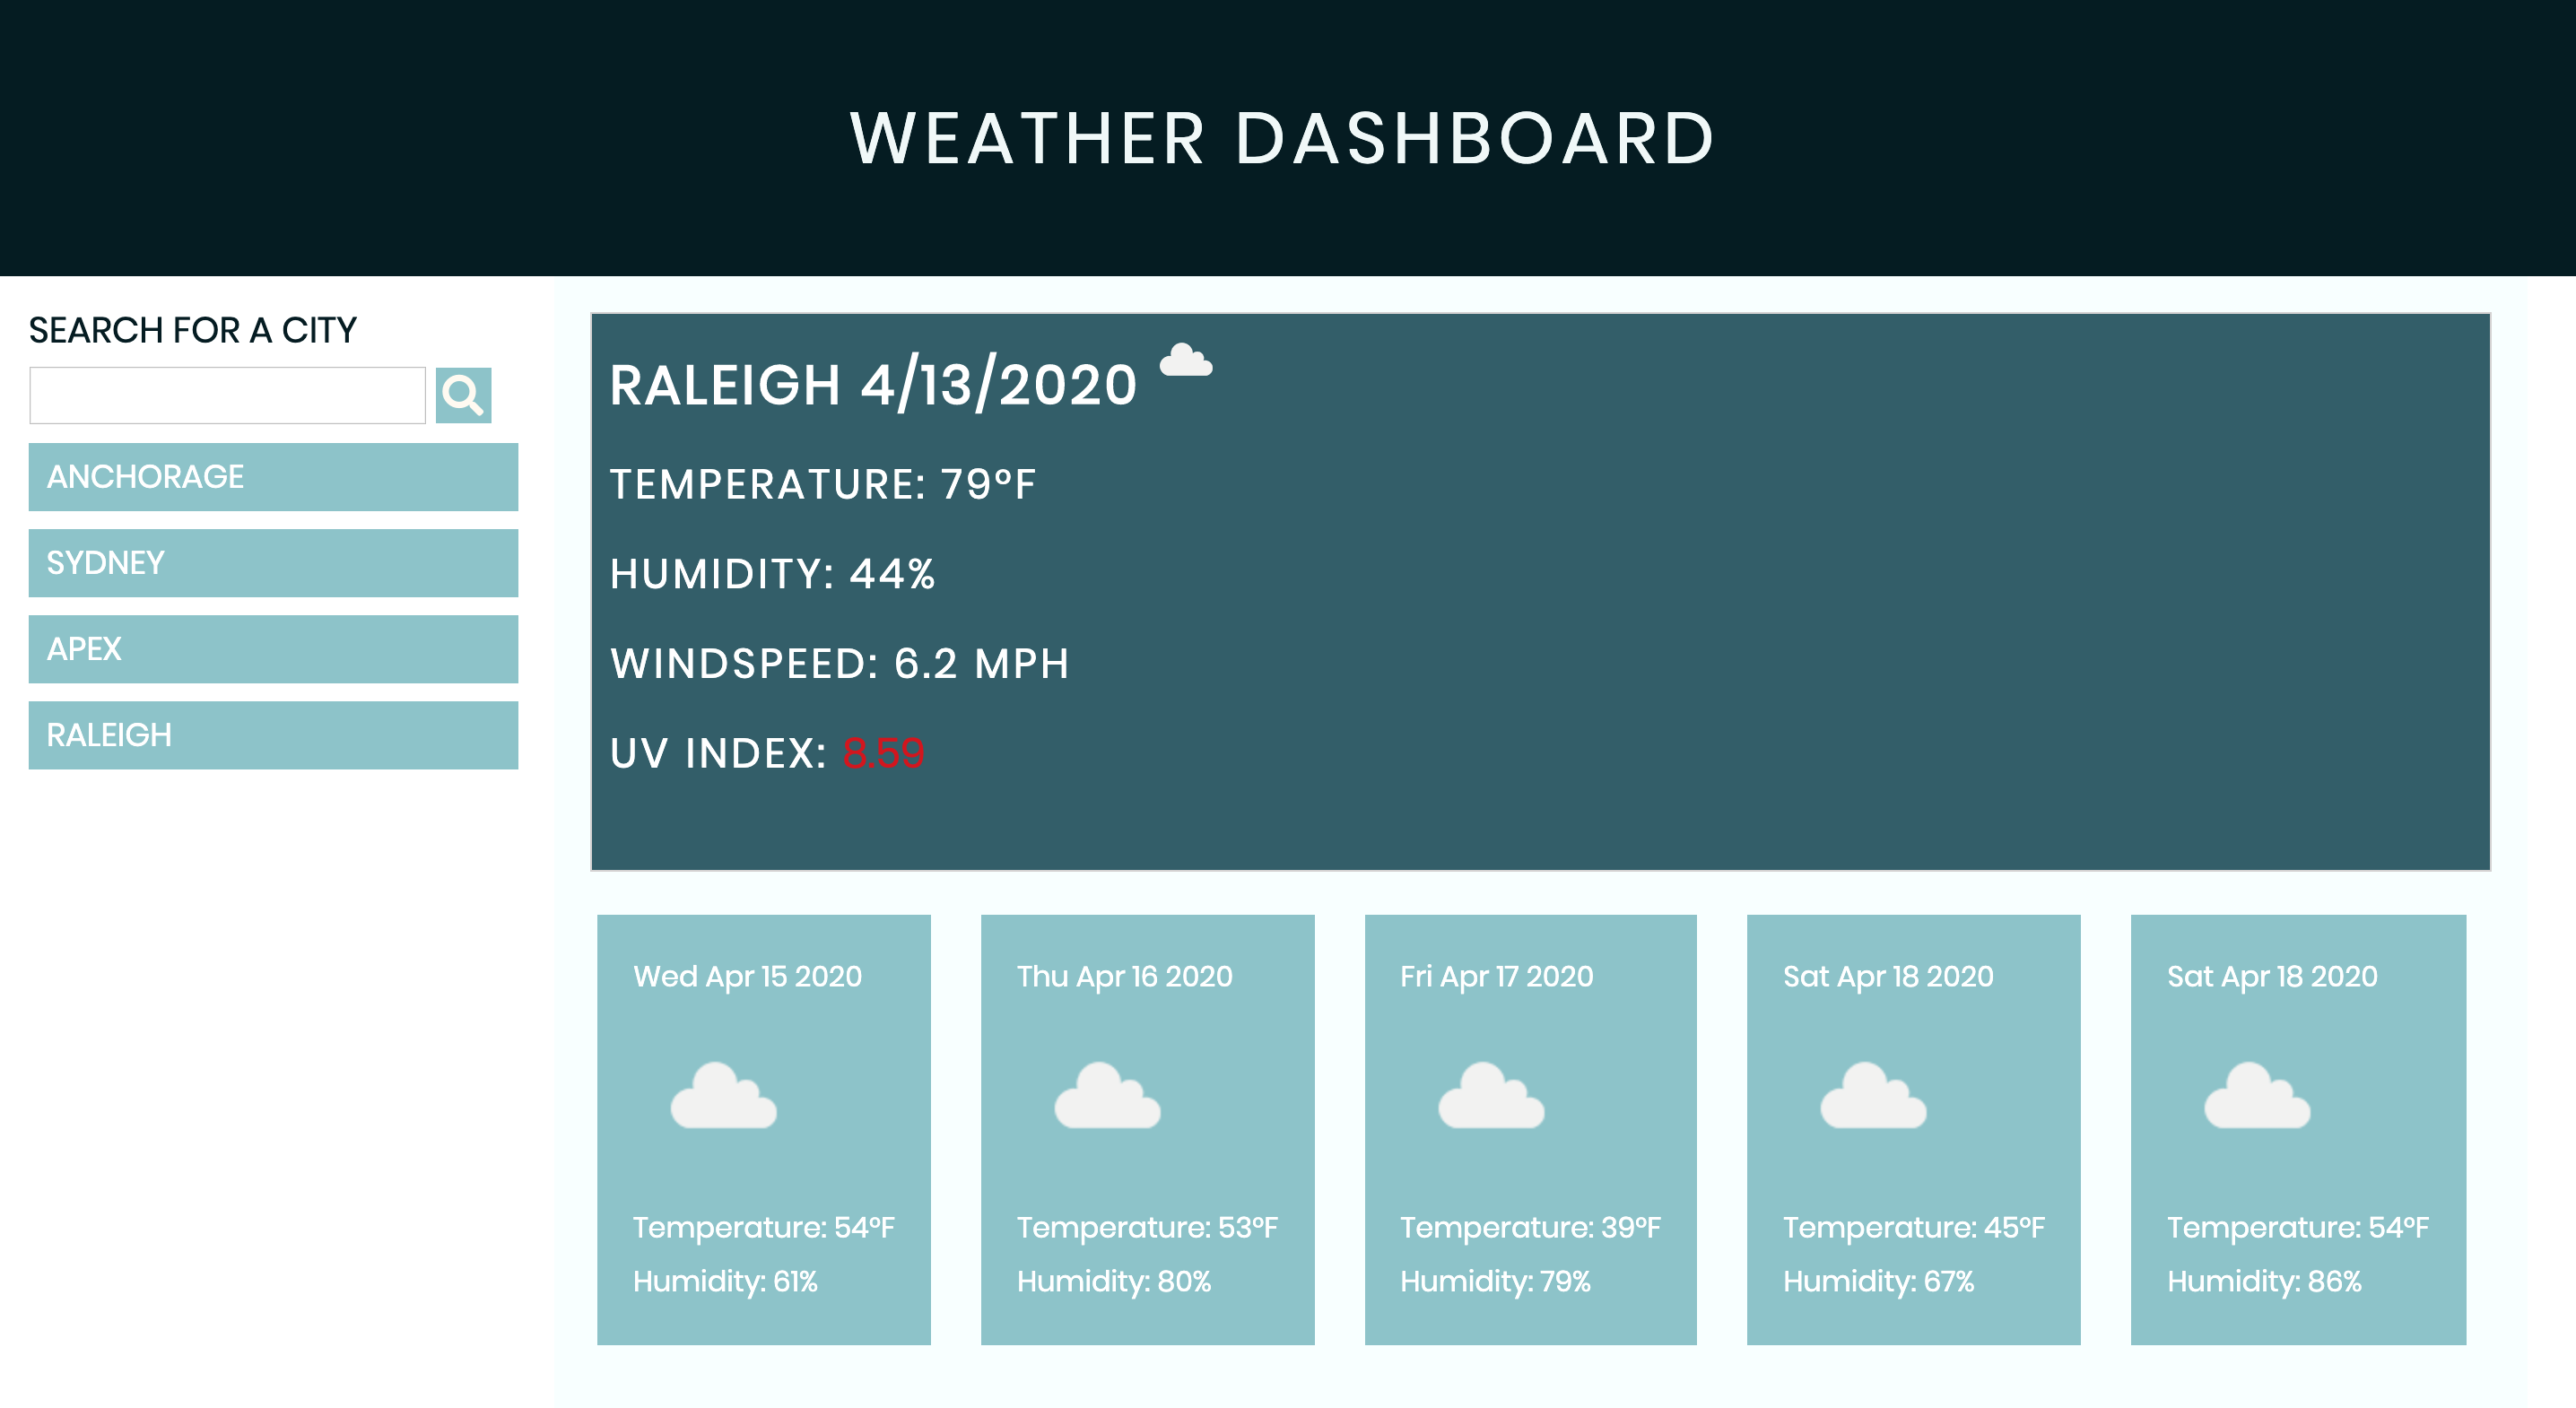 WEATHER DASHBOARD
SEARCH FOR A CITY
ANCHORAGE
SYDNEY
APEX
RALEIGH
RALEIGH 4/13/2020
TEMPERATURE: 79°F
HUMIDITY: 44%
WINDSPEED: 6.2 MPH
UV INDEX: 8.59
Wed Apr 15 2020
Temperature: 54°F
Humidity: 61%
Thu Apr 16 2020
Temperature: 53°F
Humidity: 80%
Fri Apr 17 2020
Temperature: 39°F
Humidity: 79%
Sat Apr 18 2020
Temperature: 45°F
Humidity: 67%
Sat Apr 18 2020
Temperature: 54°F
Humidity: 86%